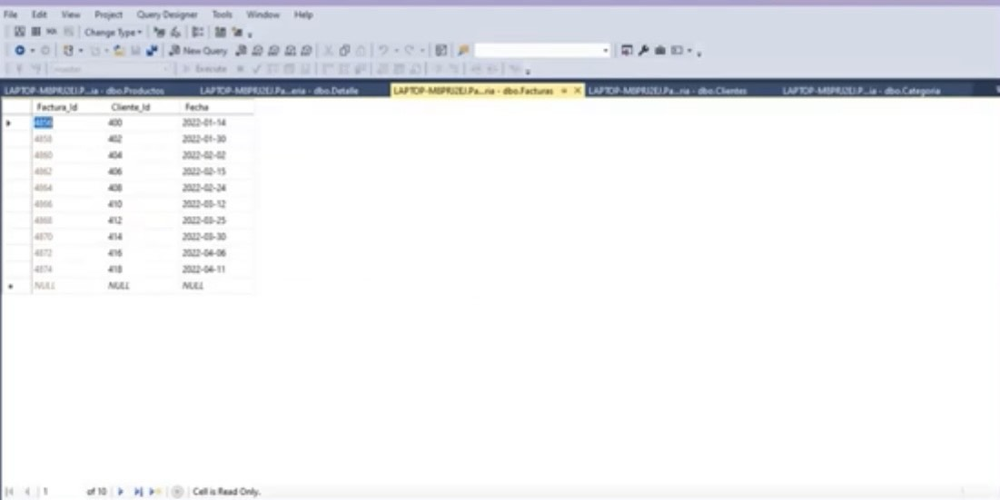 File Edit View Project Query Designer Tools Window Help
Change Type
New Query
Execute
LAPTOP-M8PRJ2EJ.P...ia - dbo.Productos LAPTOP-M8PRJ2EJ.Pa...eria - dbo.Detalle LAPTOP-M8PRJ2EJ.Pa...ria - dbo.Facturas LAPTOP-M8PRJ2EJ.Pa...ria - dbo.Clientes LAPTOP-M8PRJ2EJ.P...ia - dbo.Categoria
Factura_Id Cliente_Id Fecha
4856 400 2022-01-14
4858 402 2022-01-30
4860 404 2022-02-02
4862 406 2022-02-15
4864 408 2022-02-24
4866 410 2022-03-12
4868 412 2022-03-25
4870 414 2022-03-30
4872 416 2022-04-06
4874 418 2022-04-11
NULL NULL NULL
1 of 10 Cell is Read Only.